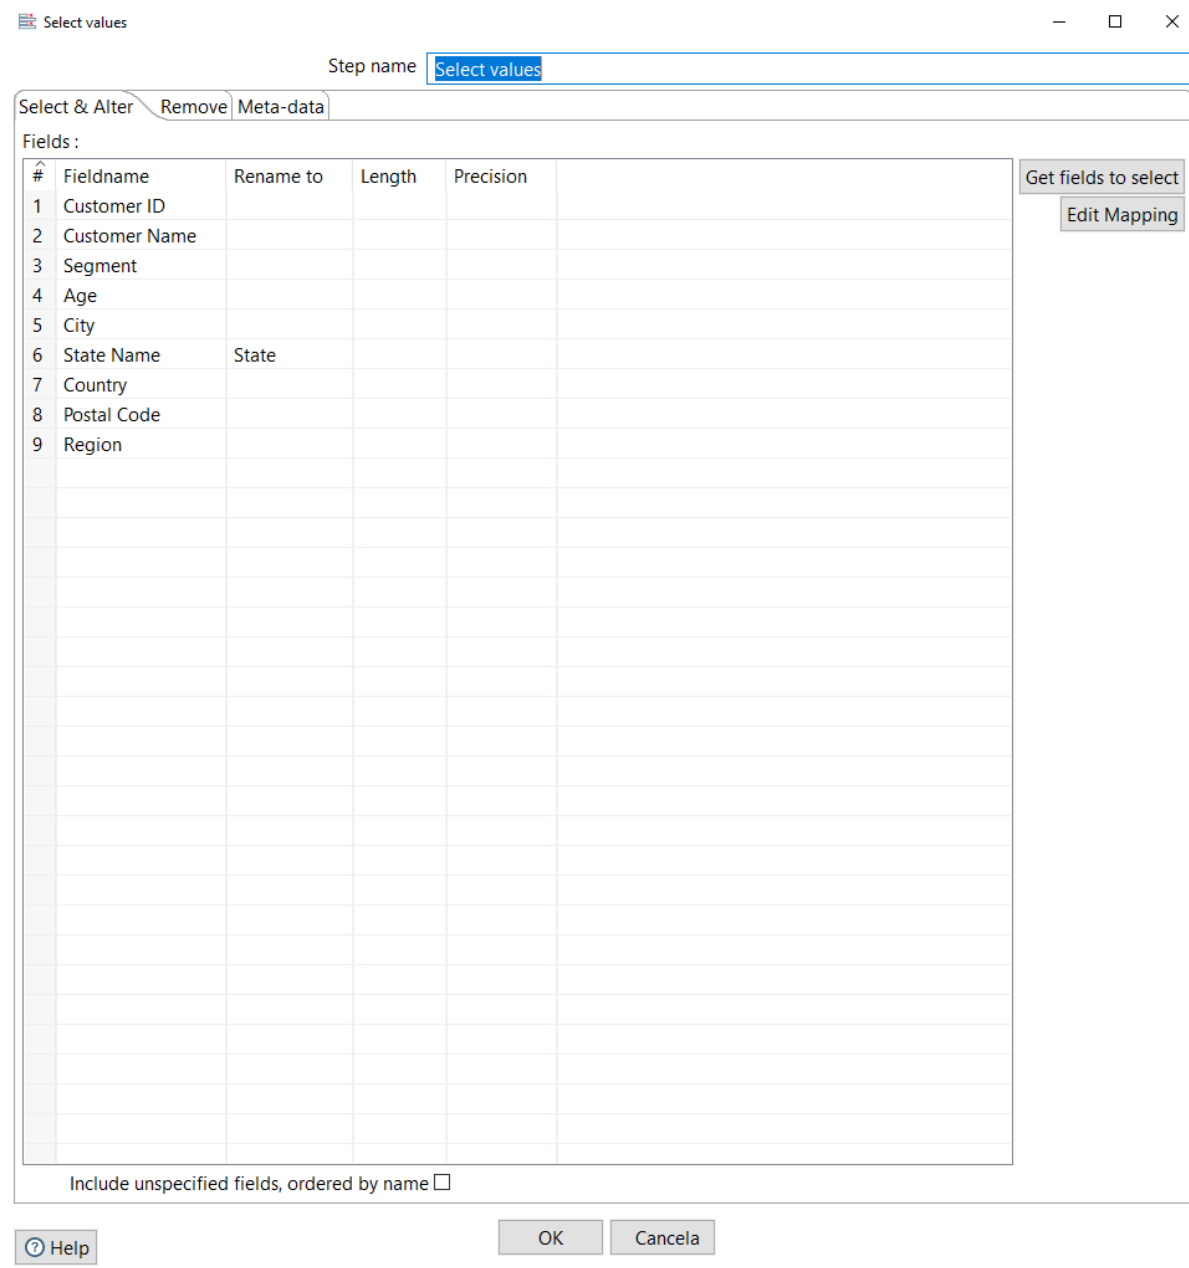 Select values
Step name Select values
Select & Alter Remove Meta-data
Fields :
# Fieldname Rename to Length Precision
Get fields to select
1 Customer ID
Edit Mapping
2 Customer Name
3 Segment
4 Age
5 City
6 State Name State
7 Country
8 Postal Code
9 Region
Include unspecified fields, ordered by name
Help
OK
Cancela